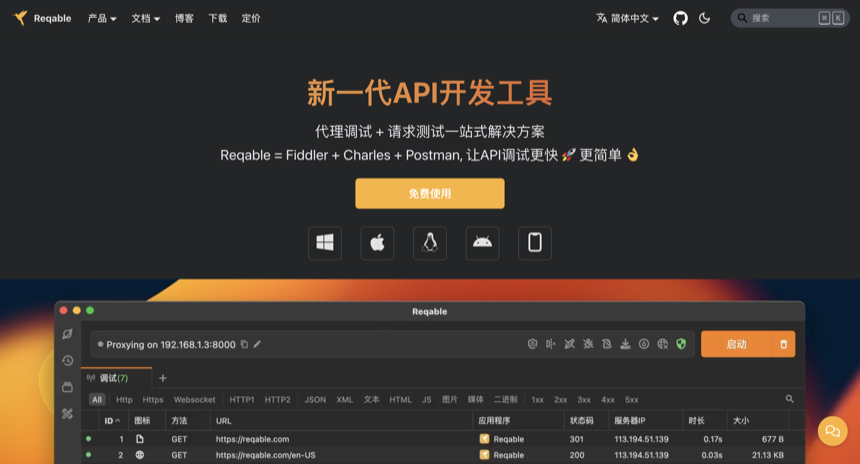 Reqable 产品 文档 博客 下载 定价 简体中文 搜索 ⌘ K
新一代API开发工具
代理调试 + 请求测试一站式解决方案
Reqable = Fiddler + Charles + Postman, 让API调试更快 🚀 更简单 👌
免费使用
Reqable
Proxying on 192.168.1.3:8000 启动
调试(7) +
All Http Https Websocket HTTP1 HTTP2 JSON XML 文本 HTML JS 图片 媒体 二进制 1xx 2xx 3xx 4xx 5xx
ID 图标 方法 URL 应用程序 状态码 服务器IP 时长 大小
1 GET https://reqable.com Reqable 301 113.194.51.139 0.17s 677 B
2 GET https://reqable.com/en-US Reqable 200 113.194.51.139 0.03s 21.13 KB